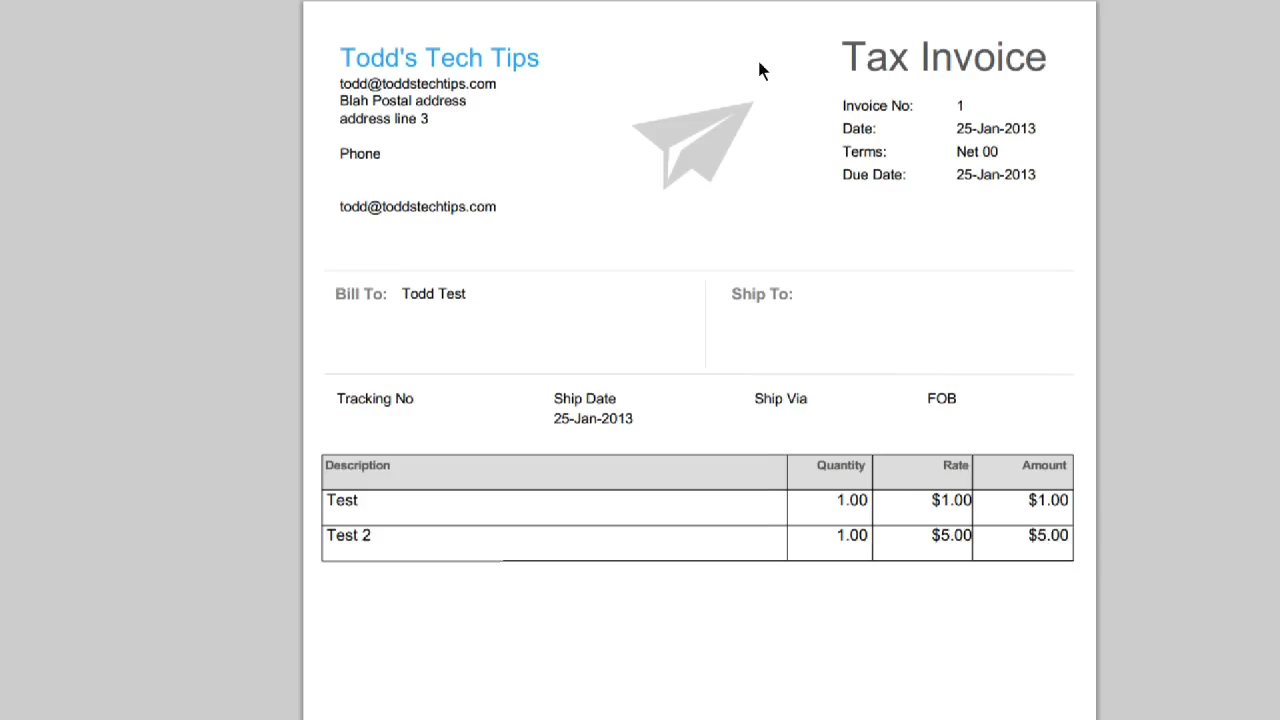 Todd's Tech Tips
todd@toddstechtips.com
Blah Postal address
address line 3
Phone
todd@toddstechtips.com
Tax Invoice
Invoice No: 1
Date: 25-Jan-2013
Terms: Net 00
Due Date: 25-Jan-2013
Bill To: Todd Test
Ship To:
Tracking No Ship Date Ship Via FOB
25-Jan-2013
Description Quantity Rate Amount
Test 1.00 $1.00 $1.00
Test 2 1.00 $5.00 $5.00